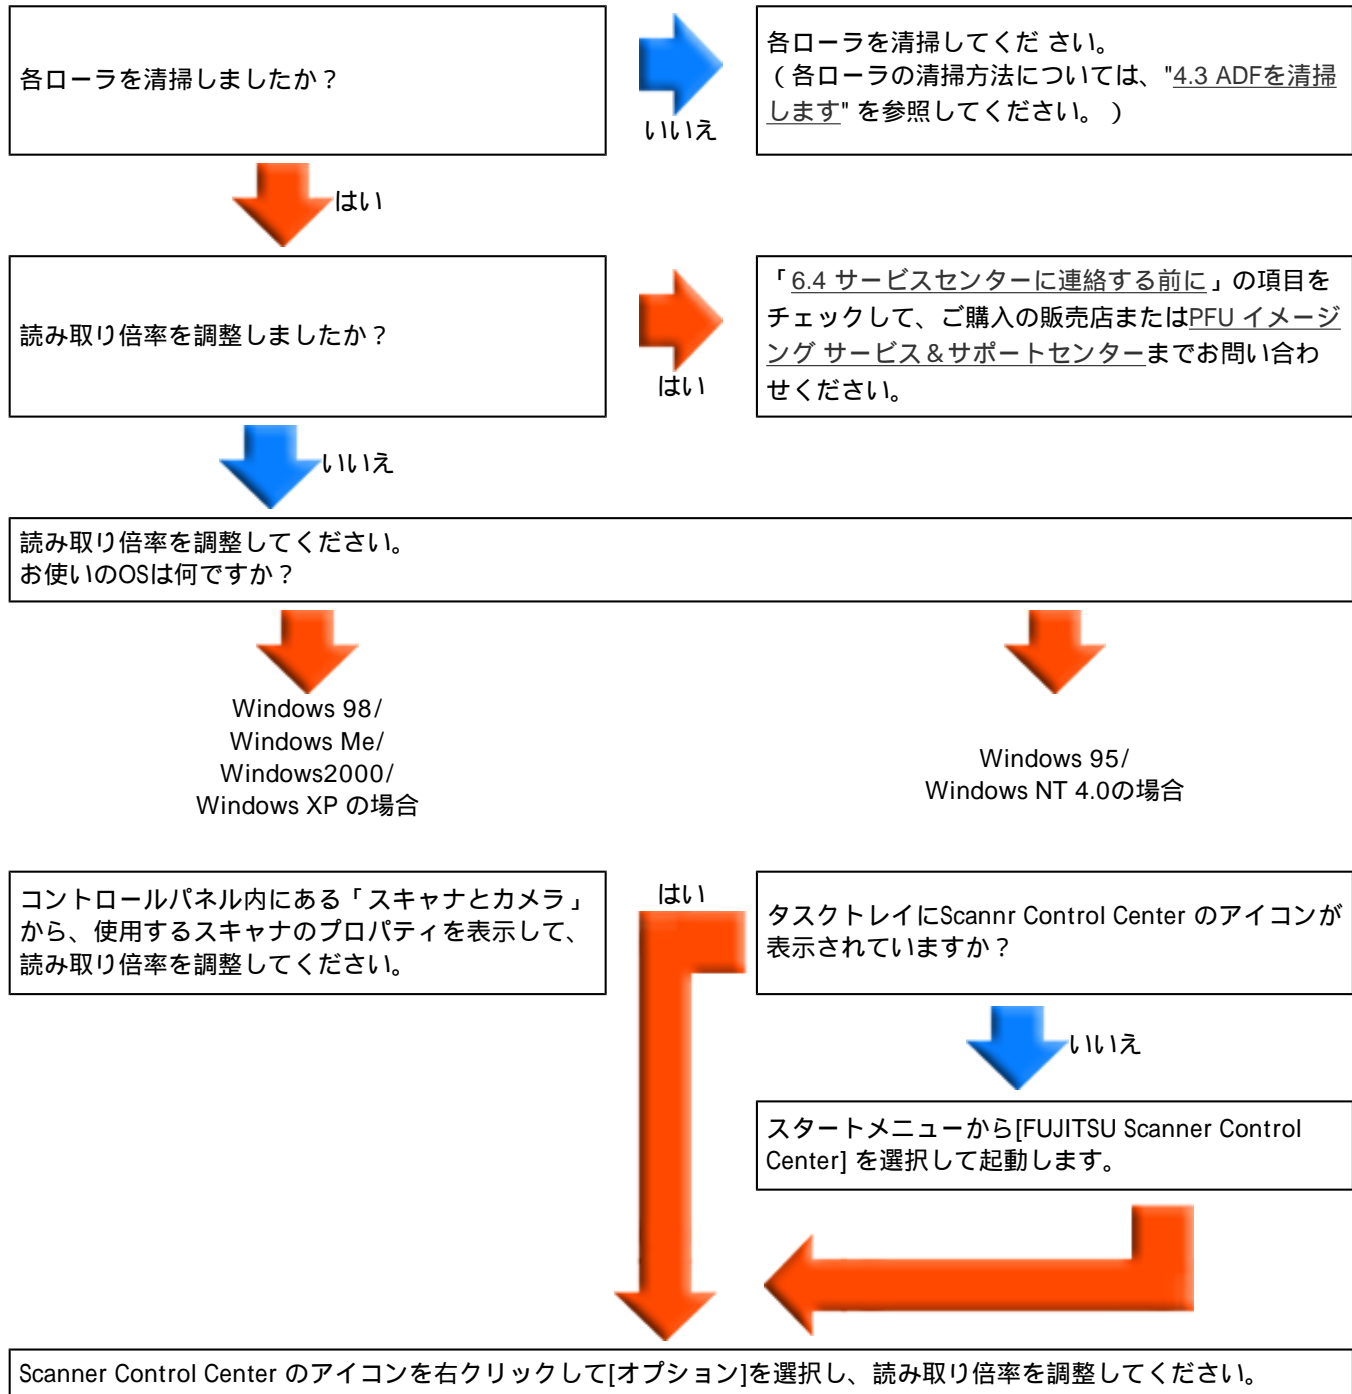 各ローラを清掃しましたか？
いいえ
各ローラを清掃してくだ さい。
（各ローラの清掃方法については、"4.3 ADFを清掃
します" を参照してください。）
はい
読み取り倍率を調整しましたか？
はい
「6.4 サービスセンターに連絡する前に」の項目を
チェックして、ご購入の販売店またはPFU イメージ
ング サービス＆サポートセンターまでお問い合わ
せください。
いいえ
読み取り倍率を調整してください。
お使いのOSは何ですか？
Windows 98/
Windows Me/
Windows2000/
Windows XP の場合
Windows 95/
Windows NT 4.0の場合
コントロールパネル内にある「スキャナとカメラ」
から、使用するスキャナのプロパティを表示して、
読み取り倍率を調整してください。
はい
タスクトレイにScannr Control Center のアイコンが
表示されていますか？
いいえ
スタートメニューから[FUJITSU Scanner Control
Center] を選択して起動します。
Scanner Control Center のアイコンを右クリックして[オプション]を選択し、読み取り倍率を調整してください。